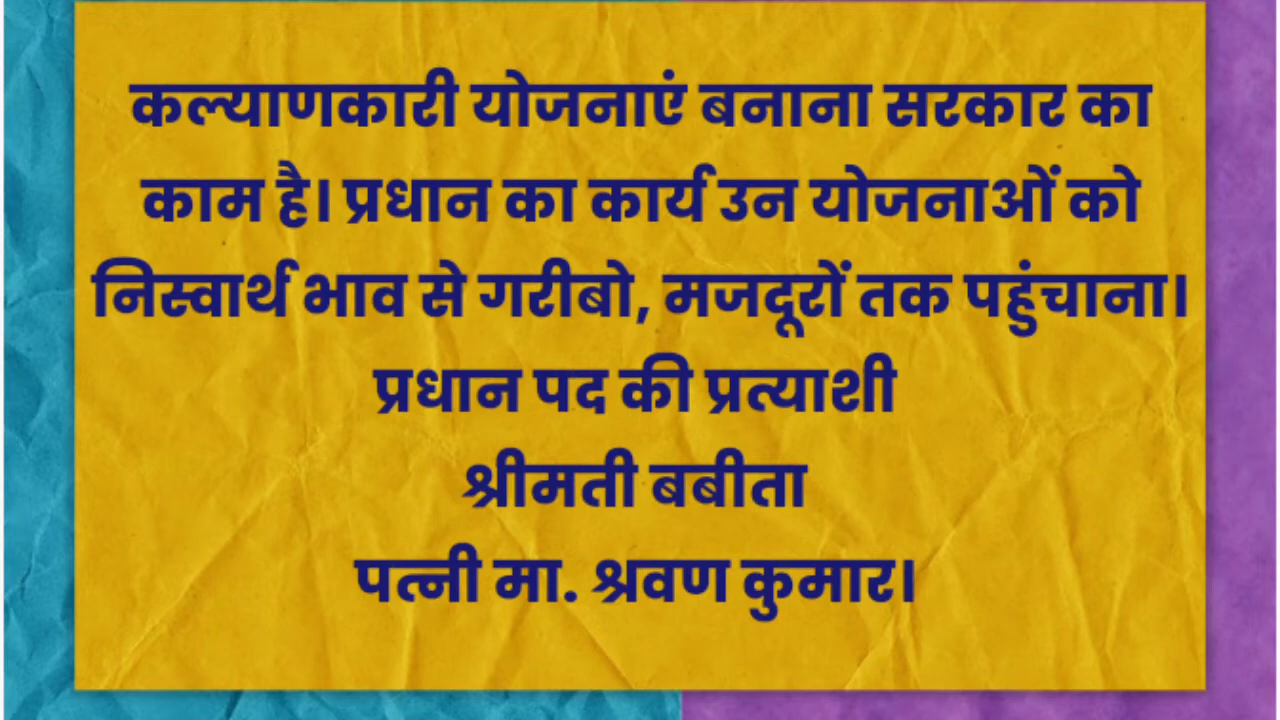 कल्याणकारी योजनाएं बनाना सरकार का
काम है। प्रधान का कार्य उन योजनाओं को
निस्वार्थ भाव से गरीबो, मजदूरों तक पहुंचाना।
प्रधान पद की प्रत्याशी
श्रीमती बबीता
पत्नी मा. श्रवण कुमार।